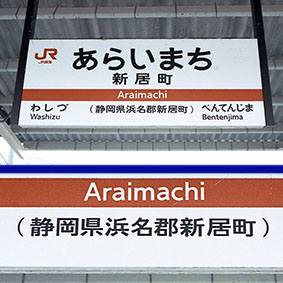 JR
JR東海
あらいまち
新居町
Araimachi
わしづ
Washizu
（静岡県浜名郡新居町）
べんてんじま
Bentenjima
Araimachi
（静岡県浜名郡新居町）